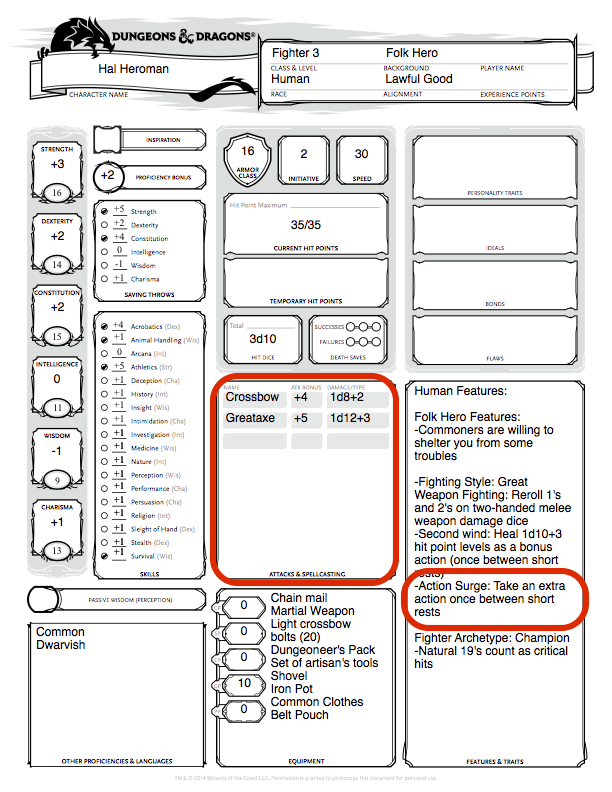 DUNGEONS & DRAGONS®
Hal Heroman
CHARACTER NAME
Fighter 3 Folk Hero
CLASS & LEVEL BACKGROUND PLAYER NAME
Human Lawful Good
RACE ALIGNMENT EXPERIENCE POINTS
STRENGTH
+3
16
DEXTERITY
+2
14
CONSTITUTION
+2
15
INTELLIGENCE
0
11
WISDOM
-1
9
CHARISMA
+1
13
INSPIRATION
+2 PROFICIENCY BONUS
+5 Strength
+2 Dexterity
+4 Constitution
0 Intelligence
-1 Wisdom
+1 Charisma
SAVING THROWS
+4 Acrobatics (Dex)
+1 Animal Handling (Wis)
0 Arcana (Int)
+5 Athletics (Str)
+1 Deception (Cha)
+1 History (Int)
+1 Insight (Wis)
+1 Intimidation (Cha)
+1 Investigation (Int)
+1 Medicine (Wis)
+1 Nature (Int)
+1 Perception (Wis)
+1 Performance (Cha)
+1 Persuasion (Cha)
+1 Religion (Int)
+1 Sleight of Hand (Dex)
+1 Stealth (Dex)
+1 Survival (Wis)
SKILLS
PASSIVE WISDOM (PERCEPTION)
Common
Dwarvish
OTHER PROFICIENCIES & LANGUAGES
16
ARMOR
CLASS
2
INITIATIVE
30
SPEED
Hit Point Maximum
35/35
CURRENT HIT POINTS
TEMPORARY HIT POINTS
Total
3d10
HIT DICE
SUCCESSES
FAILURES
DEATH SAVES
NAME ATK BONUS DAMAGE/TYPE
Crossbow +4 1d8+2
Greataxe +5 1d12+3
ATTACKS & SPELLCASTING
CP 0
SP 0
EP 0
GP 10
PP 0
Chain mail
Martial Weapon
Light crossbow
bolts (20)
Dungeoneer's Pack
Set of artisan's tools
Shovel
Iron Pot
Common Clothes
Belt Pouch
EQUIPMENT
PERSONALITY TRAITS
IDEALS
BONDS
FLAWS
Human Features:
Folk Hero Features:
-Commoners are willing to
shelter you from some
troubles
-Fighting Style: Great
Weapon Fighting: Reroll 1's
and 2's on two-handed melee
weapon damage dice
-Second wind: Heal 1d10+3
hit point levels as a bonus
action (once between short
rests)
-Action Surge: Take an extra
action once between short
rests
Fighter Archetype: Champion
-Natural 19's count as critical
hits
FEATURES & TRAITS
TM & © 2014 Wizards of the Coast LLC. Permission is granted to photocopy this document for personal use.